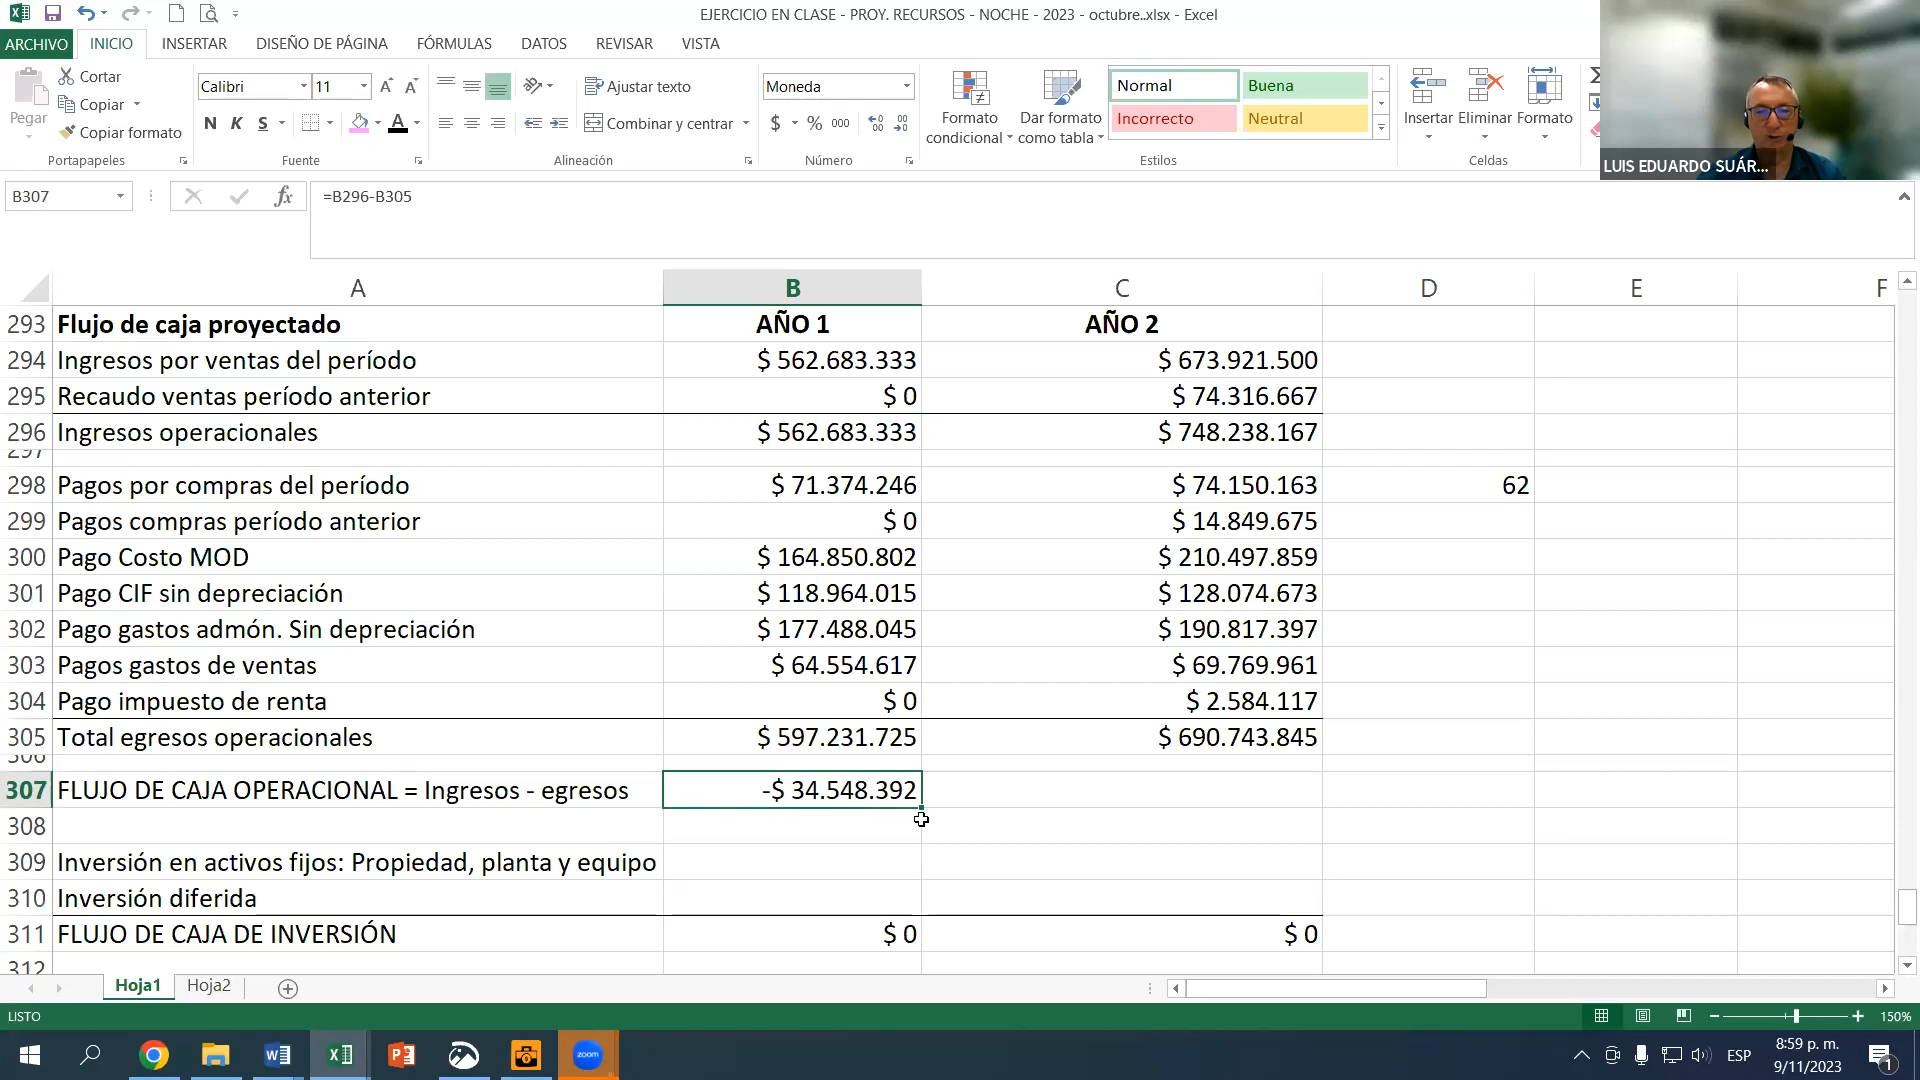 EJERCICIO EN CLASE - PROY. RECURSOS - NOCHE - 2023 - octubre..xlsx - Excel
ARCHIVO INICIO INSERTAR DISEÑO DE PÁGINA FÓRMULAS DATOS REVISAR VISTA
Pegar
Cortar
Copiar
Copiar formato
Portapapeles
Calibri 11
N K S
Fuente
Ajustar texto
Combinar y centrar
Alineación
Moneda
$ % 000
Número
Formato condicional
Dar formato como tabla
Normal Buena
Incorrecto Neutral
Estilos
Insertar Eliminar Formato
Celdas
LUIS EDUARDO SUÁR...
B307 fx =B296-B305
A B C D E F
293 Flujo de caja proyectado AÑO 1 AÑO 2
294 Ingresos por ventas del período $ 562.683.333 $ 673.921.500
295 Recaudo ventas período anterior $ 0 $ 74.316.667
296 Ingresos operacionales $ 562.683.333 $ 748.238.167
297
298 Pagos por compras del período $ 71.374.246 $ 74.150.163 62
299 Pagos compras período anterior $ 0 $ 14.849.675
300 Pago Costo MOD $ 164.850.802 $ 210.497.859
301 Pago CIF sin depreciación $ 118.964.015 $ 128.074.673
302 Pago gastos admón. Sin depreciación $ 177.488.045 $ 190.817.397
303 Pagos gastos de ventas $ 64.554.617 $ 69.769.961
304 Pago impuesto de renta $ 0 $ 2.584.117
305 Total egresos operacionales $ 597.231.725 $ 690.743.845
306
307 FLUJO DE CAJA OPERACIONAL = Ingresos - egresos -$ 34.548.392
308
309 Inversión en activos fijos: Propiedad, planta y equipo
310 Inversión diferida
311 FLUJO DE CAJA DE INVERSIÓN $ 0 $ 0
312
Hoja1 Hoja2
LISTO 150%
zoom
ESP
8:59 p. m.
9/11/2023
1